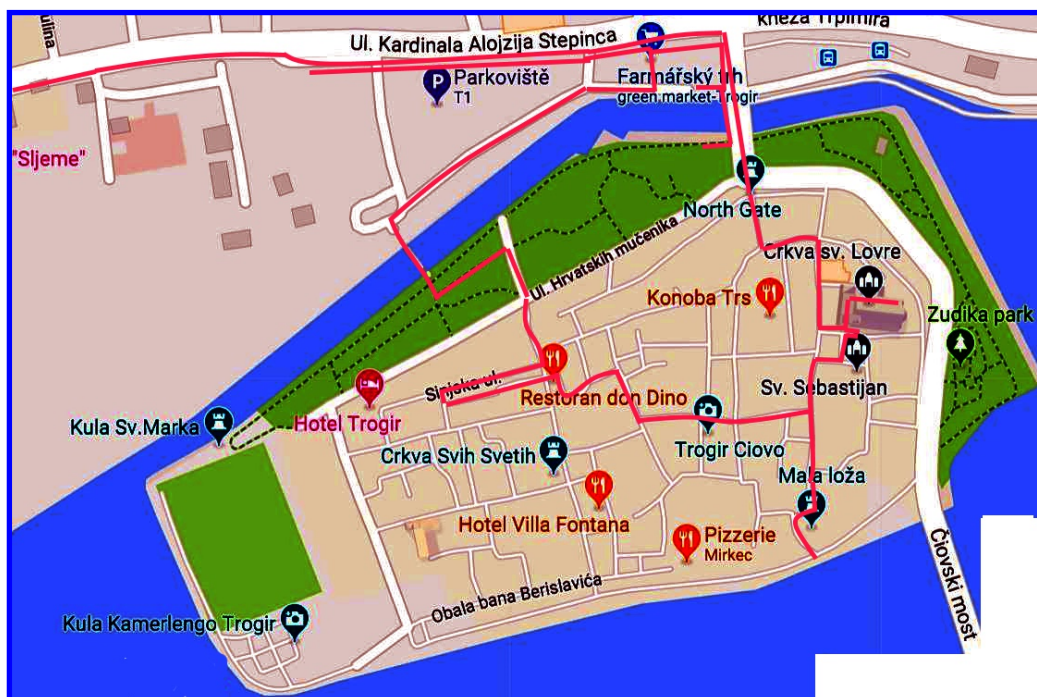 ulina
Ul. Kardinala Alojzija Stepinca
kneza Trpimira
P
Parkoviště
T1
Farmářský trh
green market-Trogir
"Sljeme"
North Gate
Ul. Hrvatskih mučenika
Crkva sv. Lovre
Konoba Trs
Zudika park
Sinjska ul.
Restoran don Dino
Sv. Sebastijan
Hotel Trogir
Kula Sv.Marka
Crkva Svih Svetih
Trogir Ciovo
Mala loža
Hotel Villa Fontana
Pizzerie
Mirkec
Čiovski most
Obala bana Berislavića
Kula Kamerlengo Trogir